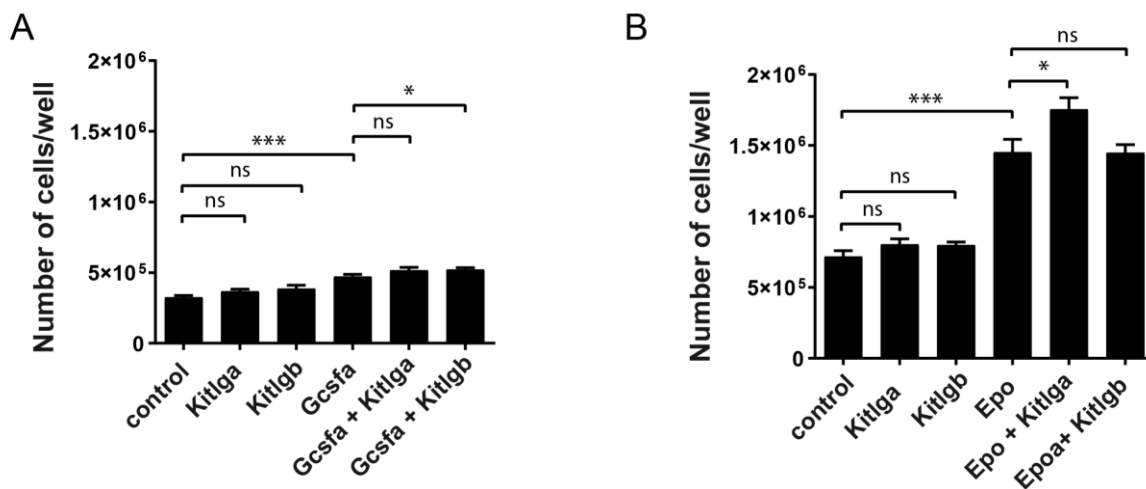 A
Number of cells/well
2×10⁶
1.5×10⁶
1×10⁶
5×10⁵
0
ns
ns
***
ns
*
control
Kitlga
Kitlgb
Gcsfa
Gcsfa + Kitlga
Gcsfa + Kitlgb
B
Number of cells/well
2×10⁶
1.5×10⁶
1×10⁶
5×10⁵
0
ns
ns
***
*
ns
control
Kitlga
Kitlgb
Epo
Epo + Kitlga
Epoa+ Kitlgb